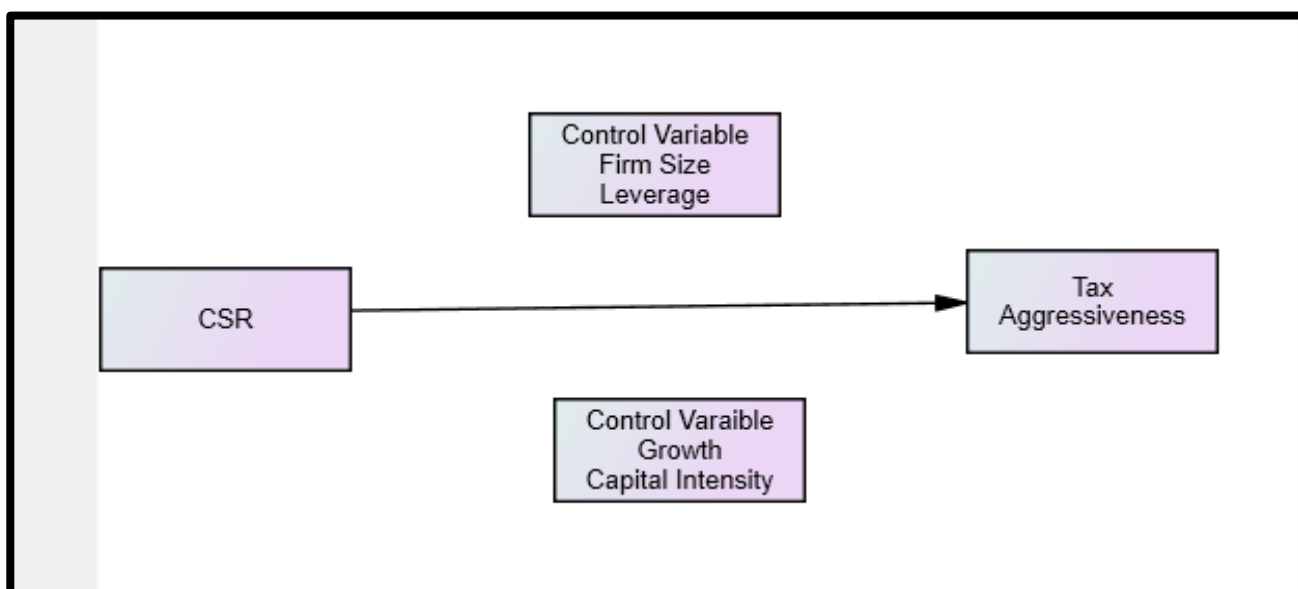 Control Variable
Firm Size
Leverage
CSR
Tax
Aggressiveness
Control Varaible
Growth
Capital Intensity